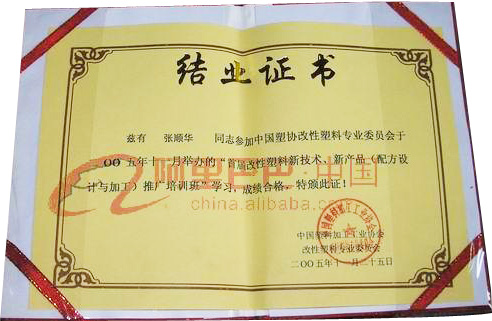 结业证书
兹有 张顺华 同志参加中国塑协改性塑料专业委员会于
二〇〇五年十一月举办的“首届改性塑料新技术、新产品（配方设
计与加工）推广培训班”学习，成绩合格，特颁此证！
阿里巴巴·中国
china.alibaba.com
中国塑料加工工业协会
改性塑料专业委员会
二〇〇五年十一月二十五日